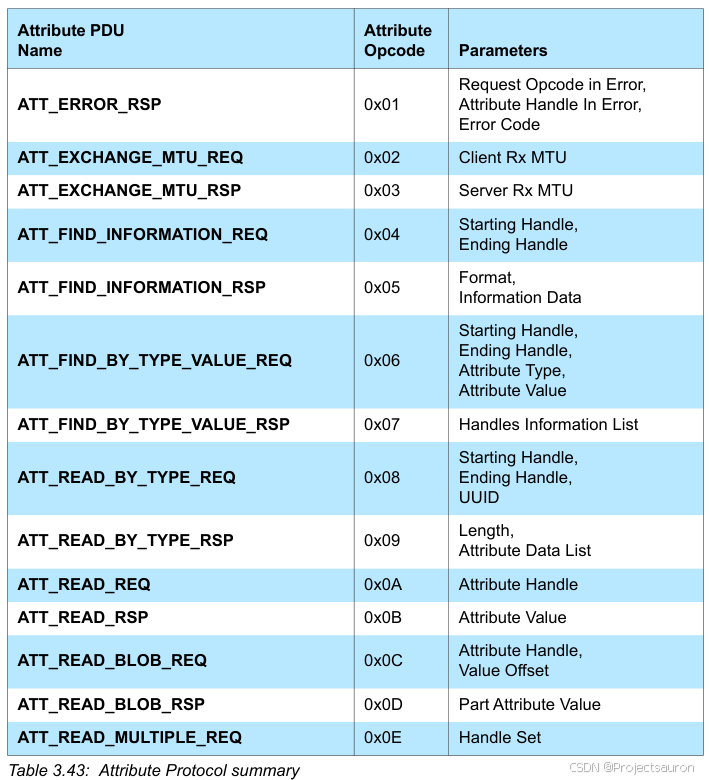 Attribute PDU Name
Attribute Opcode
Parameters
ATT_ERROR_RSP
0x01
Request Opcode in Error,
Attribute Handle In Error,
Error Code
ATT_EXCHANGE_MTU_REQ
0x02
Client Rx MTU
ATT_EXCHANGE_MTU_RSP
0x03
Server Rx MTU
ATT_FIND_INFORMATION_REQ
0x04
Starting Handle,
Ending Handle
ATT_FIND_INFORMATION_RSP
0x05
Format,
Information Data
ATT_FIND_BY_TYPE_VALUE_REQ
0x06
Starting Handle,
Ending Handle,
Attribute Type,
Attribute Value
ATT_FIND_BY_TYPE_VALUE_RSP
0x07
Handles Information List
ATT_READ_BY_TYPE_REQ
0x08
Starting Handle,
Ending Handle,
UUID
ATT_READ_BY_TYPE_RSP
0x09
Length,
Attribute Data List
ATT_READ_REQ
0x0A
Attribute Handle
ATT_READ_RSP
0x0B
Attribute Value
ATT_READ_BLOB_REQ
0x0C
Attribute Handle,
Value Offset
ATT_READ_BLOB_RSP
0x0D
Part Attribute Value
ATT_READ_MULTIPLE_REQ
0x0E
Handle Set
Table 3.43: Attribute Protocol summary
CSDN @Projectsauron